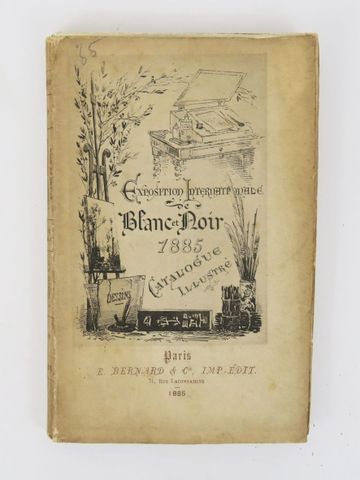 85
Exposition Internationale
de
Blanc et Noir
1885
Catalogue
Illustré
DESSINS
Paris
E. BERNARD & Cie, IMP.-ÉDIT.
71, RUE LACONDAMINE
1885